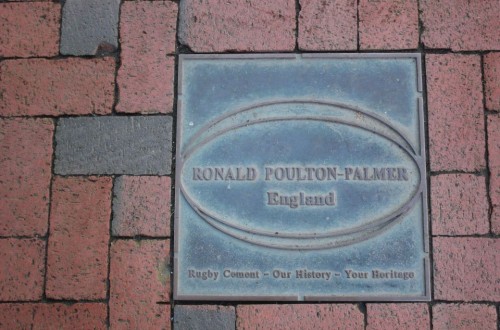 RONALD POULTON-PALMER
England
Rugby Cement - Our History - Your Heritage